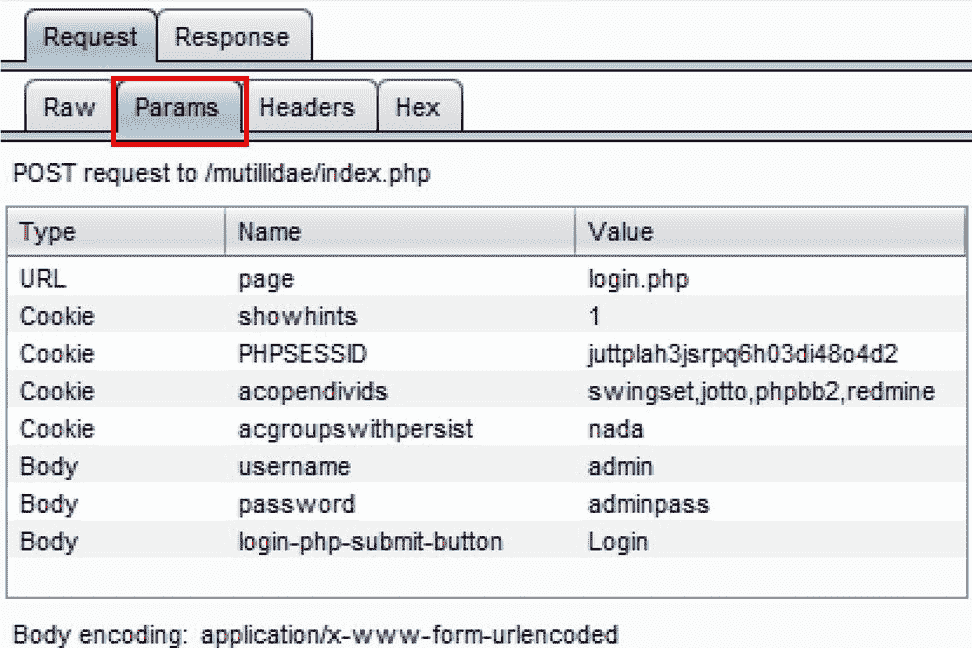 Request Response
Raw Params Headers Hex
POST request to /mutillidae/index.php
Type Name Value
URL page login.php
Cookie showhints 1
Cookie PHPSESSID juttplah3jsrpq6h03di48o4d2
Cookie acopendivids swingset,jotto,phpbb2,redmine
Cookie acgroupswithpersist nada
Body username admin
Body password adminpass
Body login-php-submit-button Login
Body encoding: application/x-www-form-urlencoded